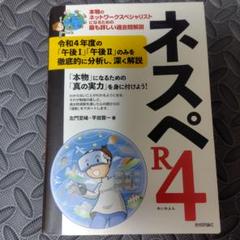 本物の
ネットワークスペシャリスト
になるための
最も詳しい過去問解説
令和4年度の
「午後Ⅰ」「午後Ⅱ」のみを
徹底的に分析し、深く解説
「本物」になるための
「真の実力」を身に付けよう!
ネスペ
R4
左門至峰・平田賀一 著
技術評論社